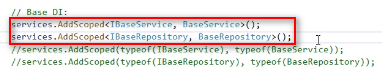 // Base DI:
services.AddScoped<IBaseService, BaseService>();
services.AddScoped<IBaseRepository, BaseRepository>();
//services.AddScoped(typeof(IBaseService), typeof(BaseService));
//services.AddScoped(typeof(IBaseRepository), typeof(BaseRepository));